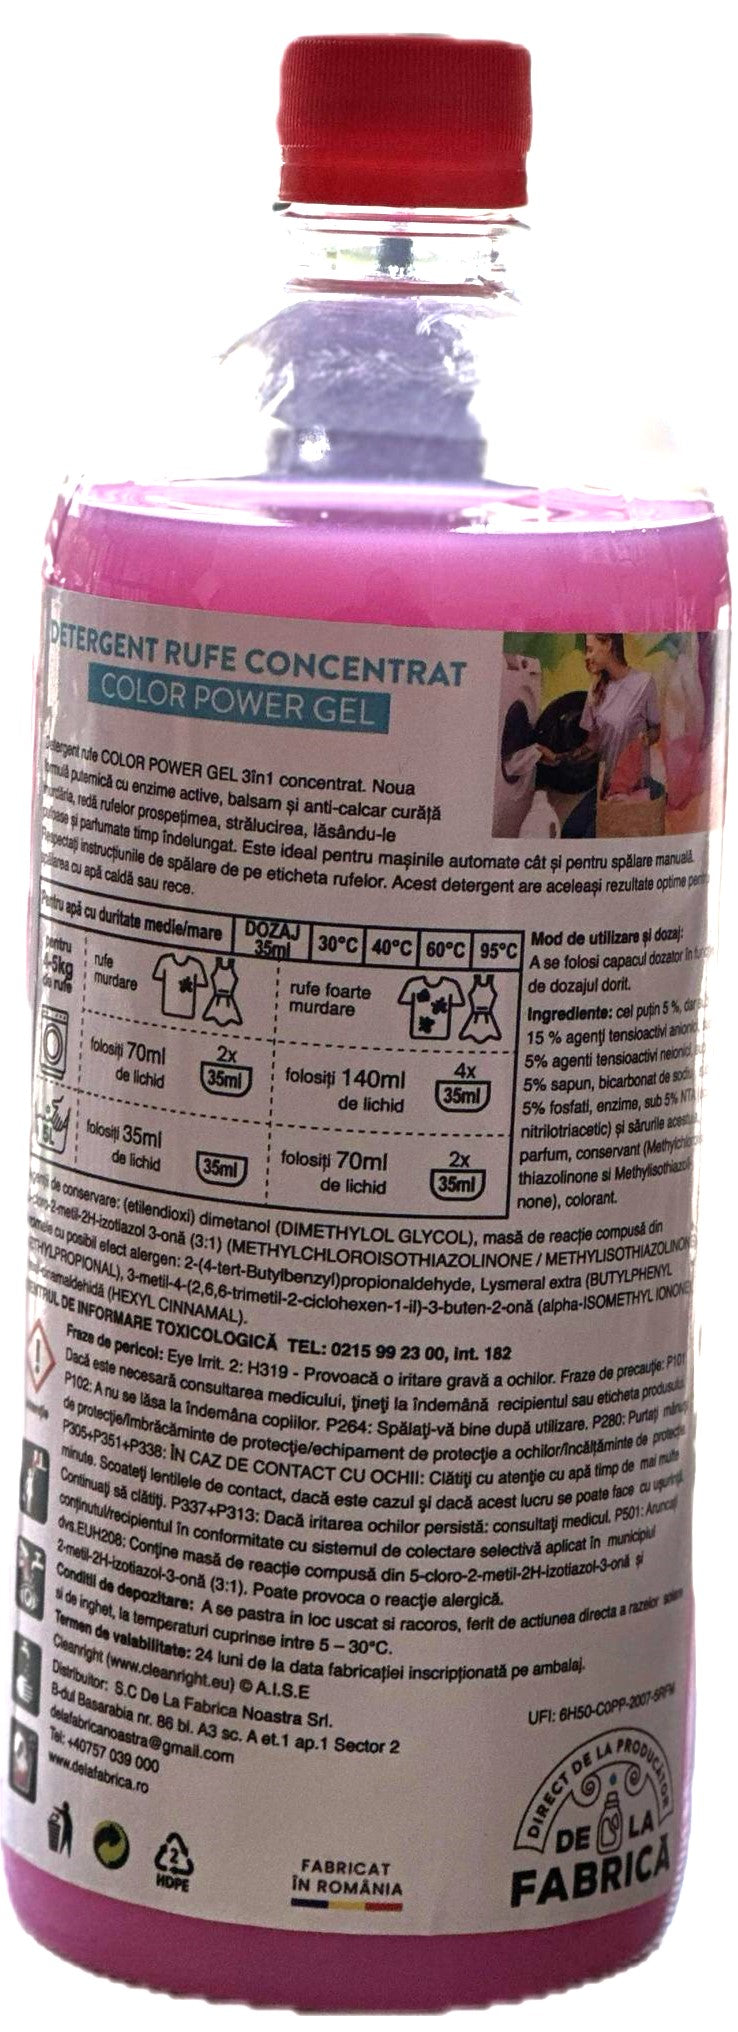 DETERGENT RUFE CONCENTRAT
COLOR POWER GEL
Detergent rufe COLOR POWER GEL 3în1 concentrat. Noua
formulă puternică cu enzime active, balsam și anti-calcar curăță
murdăria, redă rufelor prospețimea, strălucirea, lăsându-le
pufoase și parfumate timp îndelungat. Este ideal pentru mașinile automate cât și pentru spălare manuală.
Respectați instrucțiunile de spălare de pe eticheta rufelor. Acest detergent are aceleași rezultate optime
spălarea cu apă caldă sau rece.
Pentru apă cu duritate medie/mare DOZAJ 35ml 30°C 40°C 60°C 95°C
pentru 4-5kg de rufe
rufe murdare
rufe foarte murdare
folosiți 70ml de lichid 2x 35ml
folosiți 140ml de lichid 4x 35ml
5L
folosiți 35ml de lichid 35ml
folosiți 70ml de lichid 2x 35ml
Mod de utilizare și dozaj:
A se folosi capacul dozator în
de dozajul dorit.
Ingrediente: cel puțin 5 %, dar
15 % agenți tensioactivi anionici,
5% agenti tensioactivi neionici,
5% sapun, bicarbonat de sodiu,
5% fosfati, enzime, sub 5% NTA
nitrilotriacetic) și sărurile acestuia,
parfum, conservant (Methylchloroiso
thiazolinone si Methylisothiazoli
none), colorant.
de conservare: (etilendioxi) dimetanol (DIMETHYLOL GLYCOL), masă de reacție compusă din
5-cloro-2-metil-2H-izotiazol 3-onă (3:1) (METHYLCHLOROISOTHIAZOLINONE / METHYLISOTHIAZOLINONE
cu posibil efect alergen: 2-(4-tert-Butylbenzyl)propionaldehyde, Lysmeral extra (BUTYLPHENYL
METHYLPROPIONAL), 3-metil-4-(2,6,6-trimetil-2-ciclohexen-1-il)-3-buten-2-onă (alpha-ISOMETHYL IONONE
(HEXYL CINNAMAL).
CENTRUL DE INFORMARE TOXICOLOGICĂ TEL: 0215 99 23 00, int. 182
Fraze de pericol: Eye Irrit. 2: H319 - Provoacă o iritare gravă a ochilor. Fraze de precauție: P101
Dacă este necesară consultarea medicului, țineți la îndemână recipientul sau eticheta produsului.
P102: A nu se lăsa la îndemâna copiilor. P264: Spălați-vă bine după utilizare. P280: Purtați mănuși
de protecție/îmbrăcăminte de protecție/echipament de protecție a ochilor/încălțăminte de protecție
P305+P351+P338: ÎN CAZ DE CONTACT CU OCHII: Clătiți cu atenție cu apă timp de mai multe
minute. Scoateți lentilele de contact, dacă este cazul și dacă acest lucru se poate face cu ușurință.
Continuați să clătiți. P337+P313: Dacă iritarea ochilor persistă: consultați medicul. P501: Aruncați
conținutul/recipientul în conformitate cu sistemul de colectare selectivă aplicat în municipiul
dvs.EUH208: Conține masă de reacție compusă din 5-cloro-2-metil-2H-izotiazol-3-onă și
2-metil-2H-izotiazol-3-onă (3:1). Poate provoca o reacție alergică.
Conditii de depozitare: A se pastra in loc uscat si racoros, ferit de actiunea directa a razelor solare
si de inghet, la temperaturi cuprinse intre 5 – 30°C.
Termen de valabilitate: 24 luni de la data fabricației inscripționată pe ambalaj.
Cleanright (www.cleanright.eu) © A.I.S.E
Distribuitor: S.C De La Fabrica Noastra Srl.
B-dul Basarabia nr. 86 bl. A3 sc. A et.1 ap.1 Sector 2
delafabricanoastra@gmail.com
Tel: +40757 039 000
www.delafabrica.ro
UFI: 6H50-C0PP-2007-5RFM
2
HDPE
FABRICAT
ÎN ROMÂNIA
DIRECT DE LA PRODUCĂTOR
DE LA
FABRICĂ